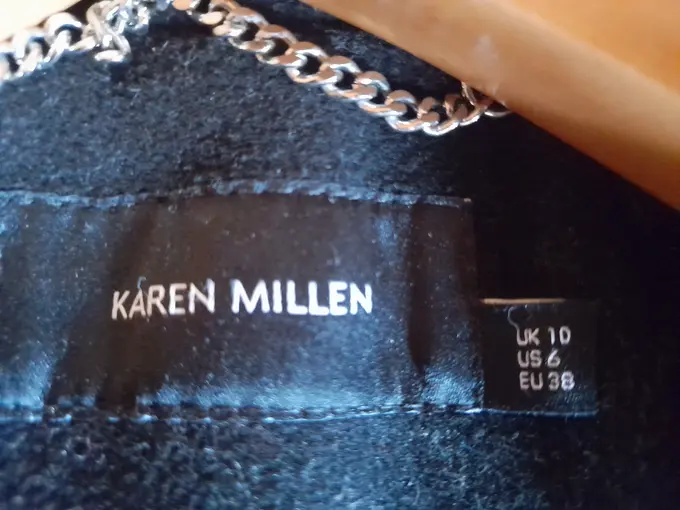 KAREN MILLEN
UK 10
US 6
EU 38